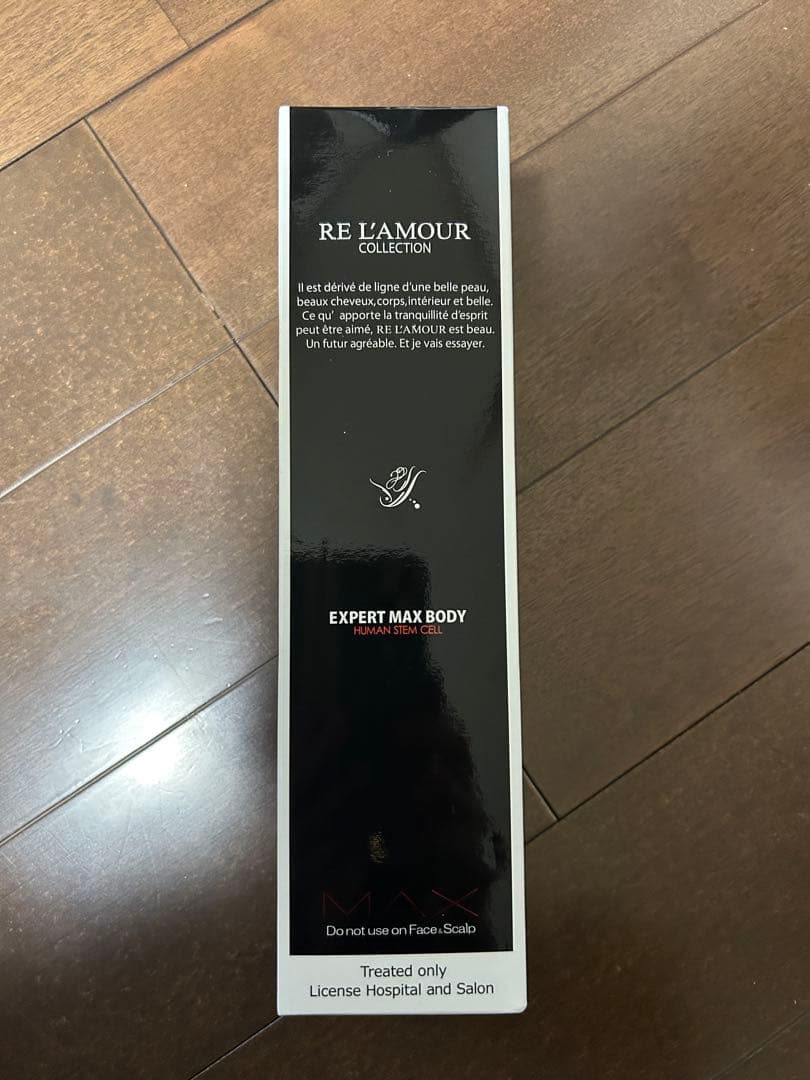 RE L'AMOUR
COLLECTION
Il est dérivé de ligne d'une belle peau,
beaux cheveux,corps,intérieur et belle.
Ce qu' apporte la tranquillité d'esprit
peut être aimé, RE L'AMOUR est beau.
Un futur agréable. Et je vais essayer.
EXPERT MAX BODY
HUMAN STEM CELL
MAX
Do not use on Face&Scalp
Treated only
License Hospital and Salon